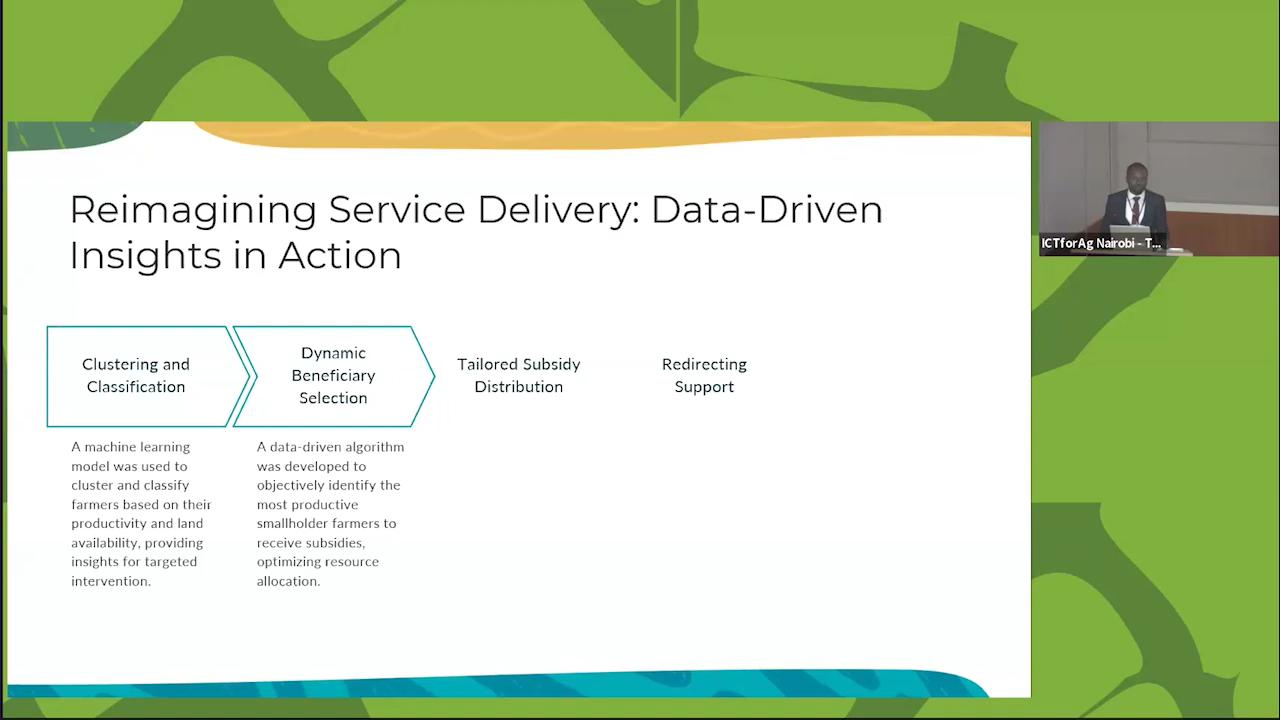 Reimagining Service Delivery: Data-Driven
Insights in Action
Clustering and
Classification
Dynamic
Beneficiary
Selection
Tailored Subsidy
Distribution
Redirecting
Support
A machine learning
model was used to
cluster and classify
farmers based on their
productivity and land
availability, providing
insights for targeted
intervention.
A data-driven algorithm
was developed to
objectively identify the
most productive
smallholder farmers to
receive subsidies,
optimizing resource
allocation.
ICTforAg Nairobi - T...